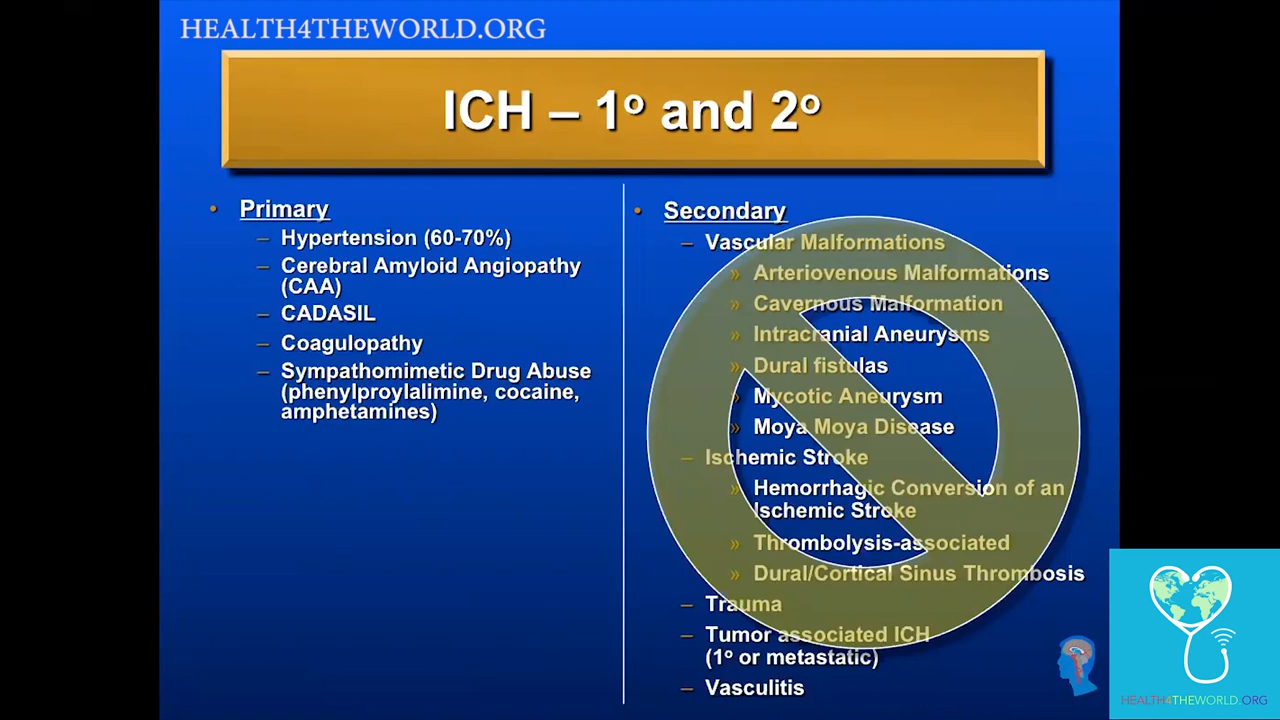 HEALTH4THEWORLD.ORG
ICH – 1º and 2º
• Primary
– Hypertension (60-70%)
– Cerebral Amyloid Angiopathy
(CAA)
– CADASIL
– Coagulopathy
– Sympathomimetic Drug Abuse
(phenylproylalimine, cocaine,
amphetamines)
• Secondary
– Vascular Malformations
» Arteriovenous Malformations
» Cavernous Malformation
» Intracranial Aneurysms
» Dural fistulas
» Mycotic Aneurysm
» Moya Moya Disease
– Ischemic Stroke
» Hemorrhagic Conversion of an
Ischemic Stroke
» Thrombolysis-associated
» Dural/Cortical Sinus Thrombosis
– Trauma
– Tumor associated ICH
(1º or metastatic)
– Vasculitis
HEALTH4THEWORLD.ORG